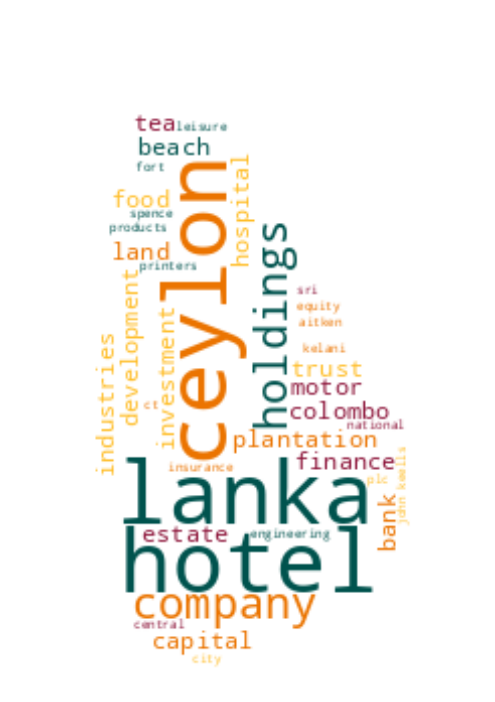 tea
leisure
beach
fort
hospital
ceylon
food
spence
products
holdings
land
printers
development
sri
equity
investment
aitken
industries
kelani
trust
motor
ct
colombo
national
plantation
john keells
lanka
finance
insurance
plc
bank
hotel
estate
engineering
company
central
capital
city